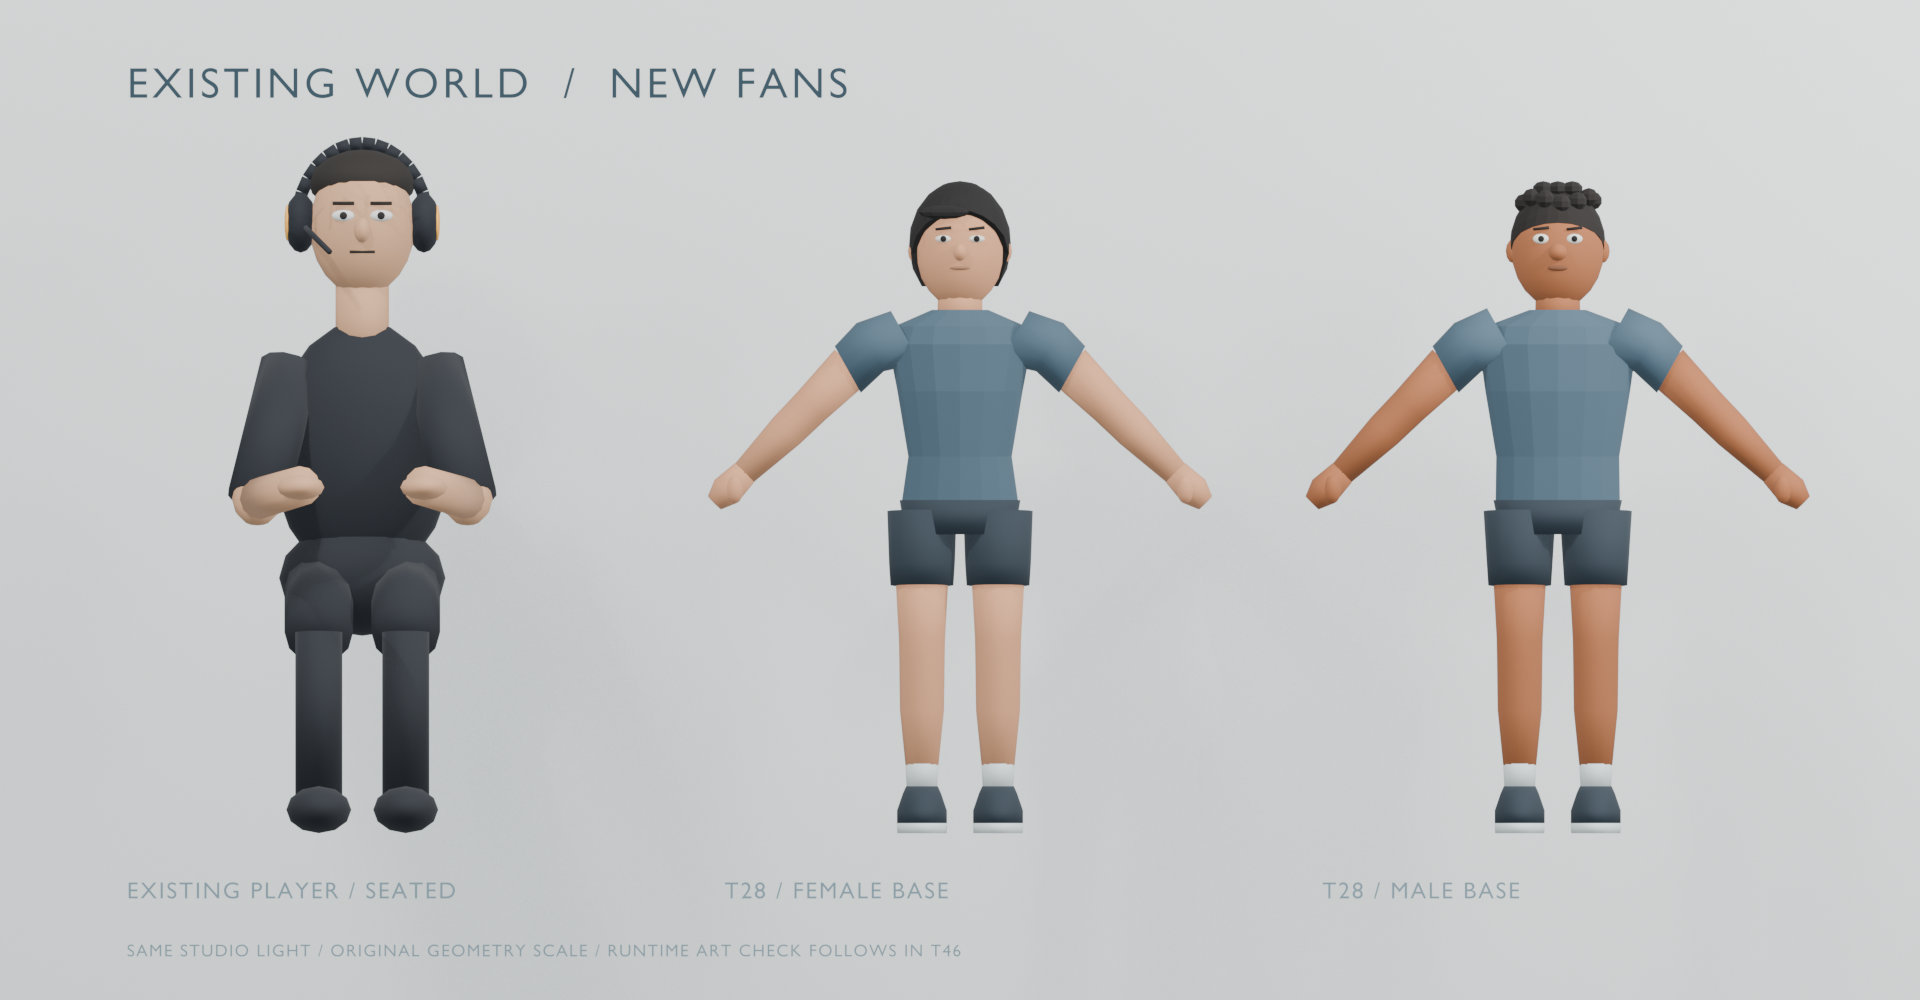 EXISTING WORLD / NEW FANS
EXISTING PLAYER / SEATED
T28 / FEMALE BASE
T28 / MALE BASE
SAME STUDIO LIGHT / ORIGINAL GEOMETRY SCALE / RUNTIME ART CHECK FOLLOWS IN T46